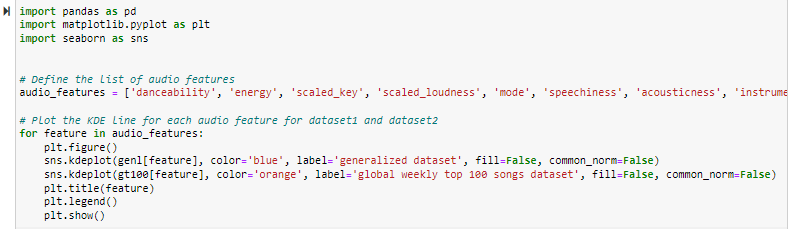 import pandas as pd
import matplotlib.pyplot as plt
import seaborn as sns
# Define the list of audio features
audio_features = ['danceability', 'energy', 'scaled_key', 'scaled_loudness', 'mode', 'speechiness', 'acousticness', 'instrume
# Plot the KDE line for each audio feature for dataset1 and dataset2
for feature in audio_features:
    plt.figure()
    sns.kdeplot(genl[feature], color='blue', label='generalized dataset', fill=False, common_norm=False)
    sns.kdeplot(gt100[feature], color='orange', label='global weekly top 100 songs dataset', fill=False, common_norm=False)
    plt.title(feature)
    plt.legend()
    plt.show()